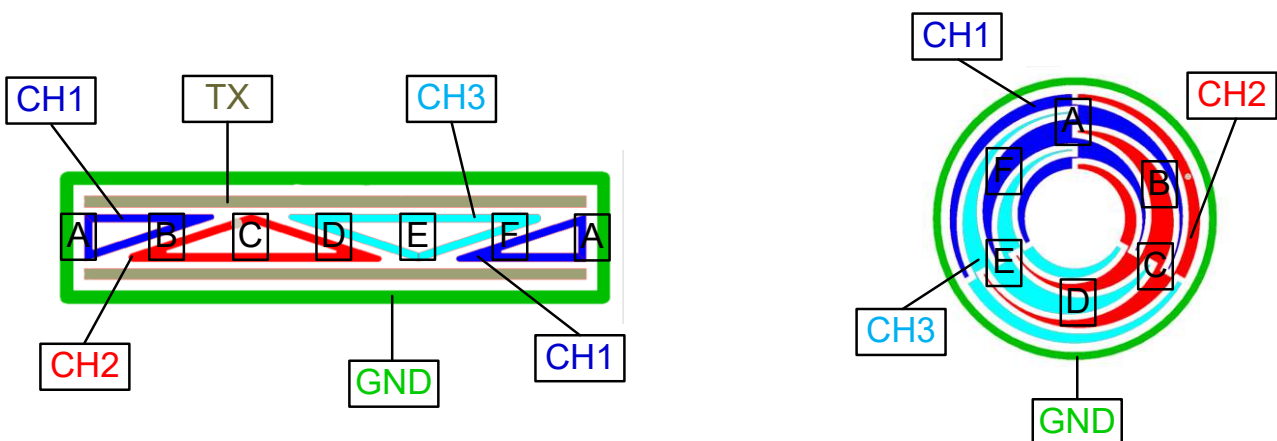 CH1
TX
CH3
A B C D E F A
CH2
GND
CH1
CH1
CH2
A
F
B
E
C
D
CH3
GND